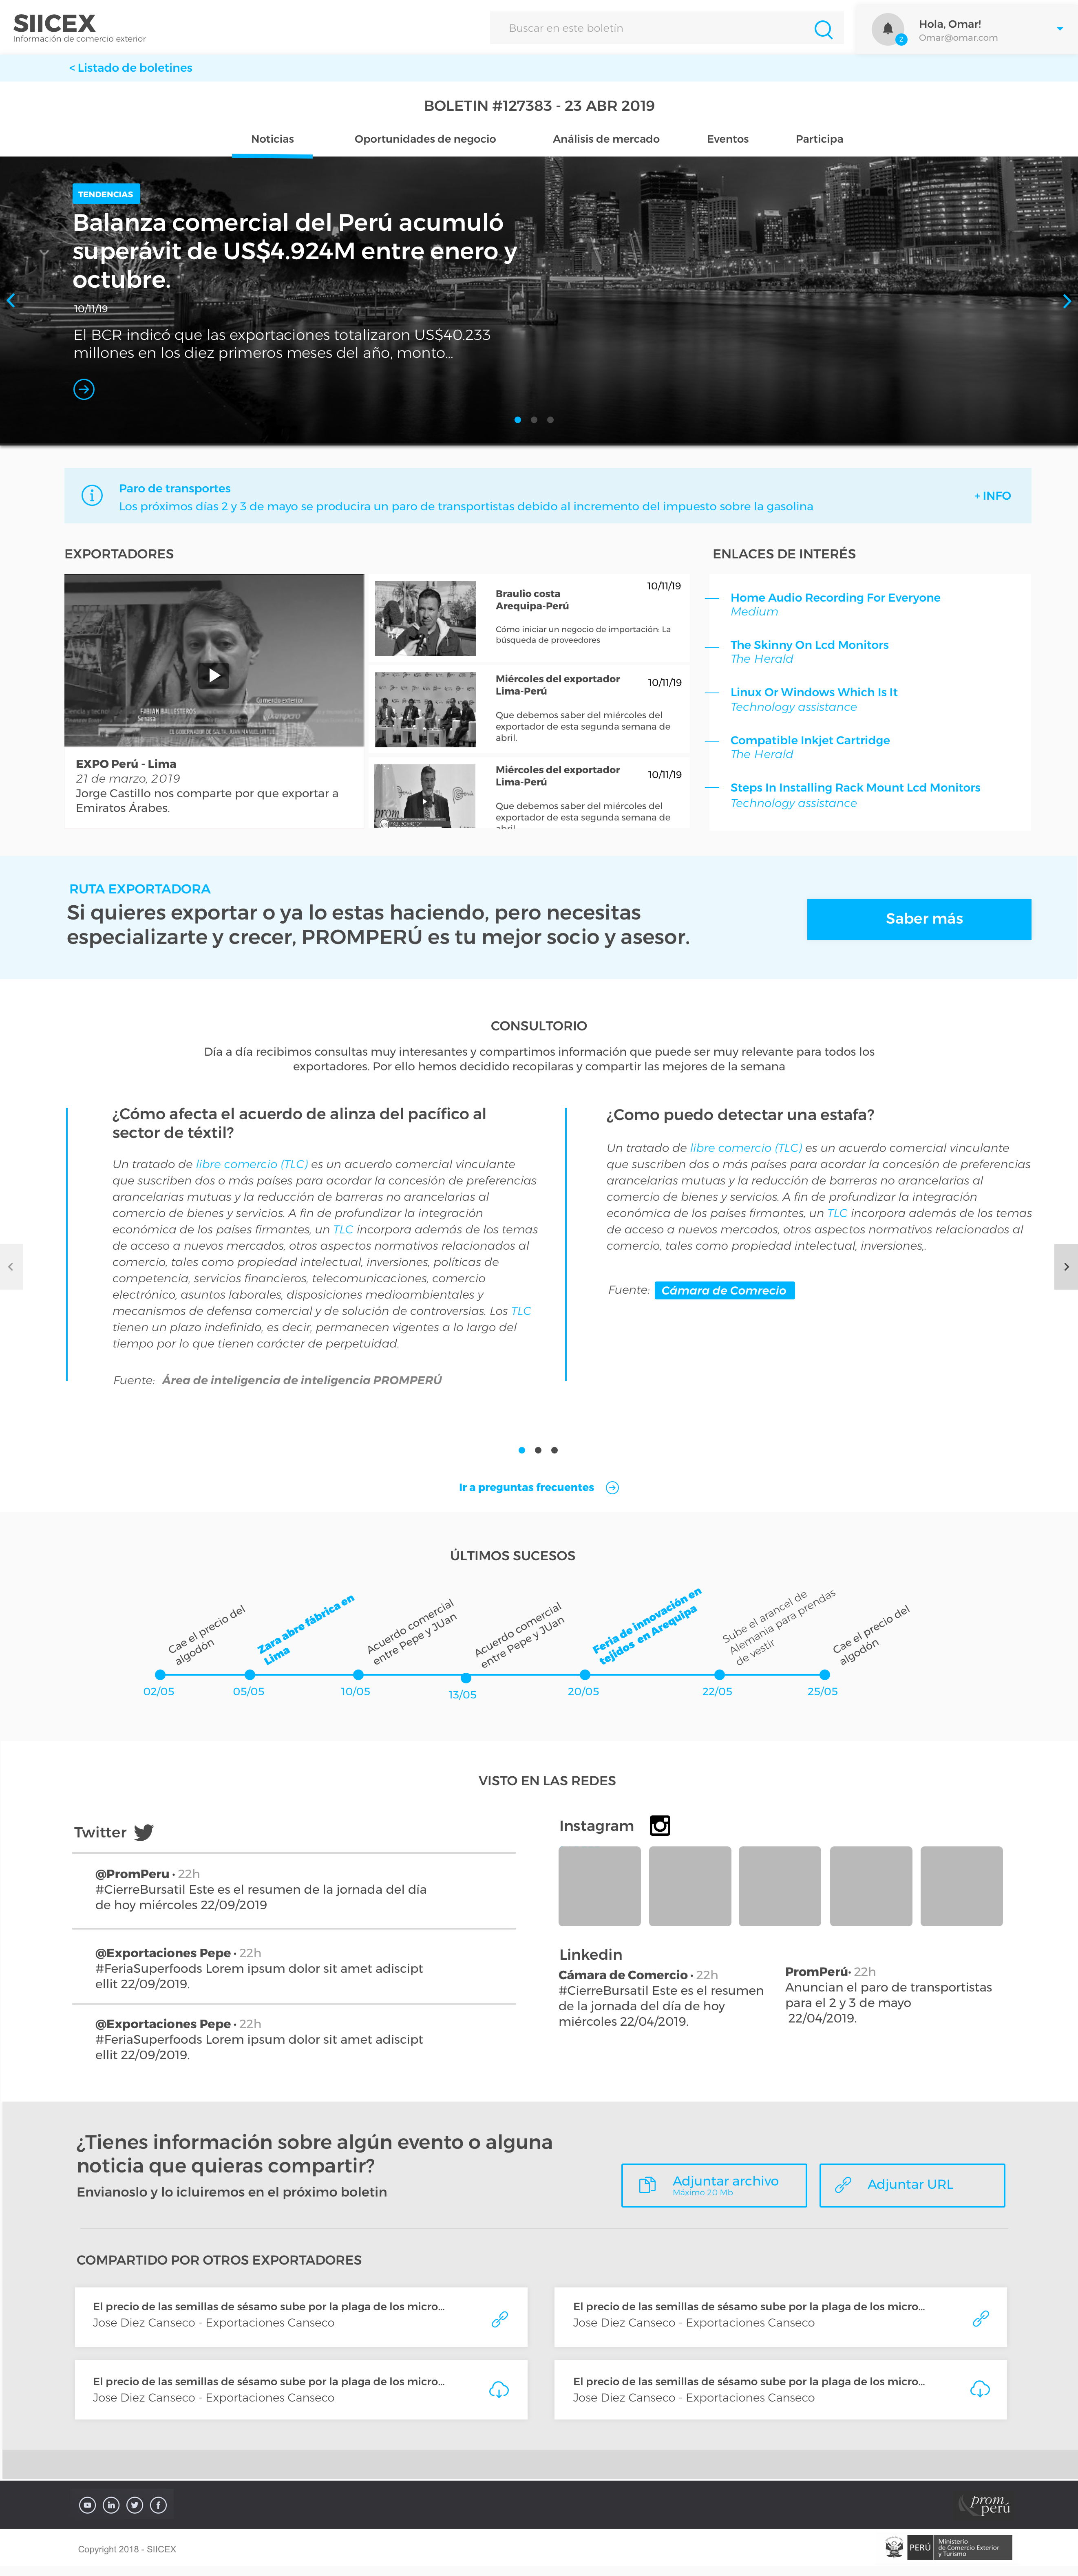 SIICEX
Información de comercio exterior
Buscar en este boletín
2
Hola, Omar!
Omar@omar.com
< Listado de boletines
BOLETIN #127383 - 23 ABR 2019
Noticias
Oportunidades de negocio
Análisis de mercado
Eventos
Participa
TENDENCIAS
Balanza comercial del Perú acumuló
superávit de US$4.924M entre enero y
octubre.
10/11/19
El BCR indicó que las exportaciones totalizaron US$40.233
millones en los diez primeros meses del año, monto...
Paro de transportes
Los próximos días 2 y 3 de mayo se producira un paro de transportistas debido al incremento del impuesto sobre la gasolina
+ INFO
EXPORTADORES
Comercio exterior
FABIAN BALLESTEROS
EXPO Perú - Lima
21 de marzo, 2019
Jorge Castillo nos comparte por que exportar a
Emiratos Árabes.
Braulio costa
Arequipa-Perú
10/11/19
Cómo iniciar un negocio de importación: La
búsqueda de proveedores
Miércoles del exportador
Lima-Perú
10/11/19
Que debemos saber del miércoles del
exportador de esta segunda semana de
abril.
prom
Miércoles del exportador
Lima-Perú
10/11/19
Que debemos saber del miércoles del
exportador de esta segunda semana de
abril
ENLACES DE INTERÉS
Home Audio Recording For Everyone
Medium
The Skinny On Lcd Monitors
The Herald
Linux Or Windows Which Is It
Technology assistance
Compatible Inkjet Cartridge
The Herald
Steps In Installing Rack Mount Lcd Monitors
Technology assistance
RUTA EXPORTADORA
Si quieres exportar o ya lo estas haciendo, pero necesitas
especializarte y crecer, PROMPERÚ es tu mejor socio y asesor.
Saber más
CONSULTORIO
Día a día recibimos consultas muy interesantes y compartimos información que puede ser muy relevante para todos los
exportadores. Por ello hemos decidido recopilaras y compartir las mejores de la semana
¿Cómo afecta el acuerdo de alinza del pacífico al
sector de téxtil?
Un tratado de libre comercio (TLC) es un acuerdo comercial vinculante
que suscriben dos o más países para acordar la concesión de preferencias
arancelarias mutuas y la reducción de barreras no arancelarias al
comercio de bienes y servicios. A fin de profundizar la integración
económica de los países firmantes, un TLC incorpora además de los temas
de acceso a nuevos mercados, otros aspectos normativos relacionados al
comercio, tales como propiedad intelectual, inversiones, políticas de
competencia, servicios financieros, telecomunicaciones, comercio
electrónico, asuntos laborales, disposiciones medioambientales y
mecanismos de defensa comercial y de solución de controversias. Los TLC
tienen un plazo indefinido, es decir, permanecen vigentes a lo largo del
tiempo por lo que tienen carácter de perpetuidad.
Fuente: Área de inteligencia de inteligencia PROMPERÚ
¿Como puedo detectar una estafa?
Un tratado de libre comercio (TLC) es un acuerdo comercial vinculante
que suscriben dos o más países para acordar la concesión de preferencias
arancelarias mutuas y la reducción de barreras no arancelarias al
comercio de bienes y servicios. A fin de profundizar la integración
económica de los países firmantes, un TLC incorpora además de los temas
de acceso a nuevos mercados, otros aspectos normativos relacionados al
comercio, tales como propiedad intelectual, inversiones,.
Fuente: Cámara de Comrecio
Ir a preguntas frecuentes
ÚLTIMOS SUCESOS
Cae el precio del
algodón
Zara abre fábrica en
Lima
Acuerdo comercial
entre Pepe y JUan
Acuerdo comercial
entre Pepe y JUan
Feria de innovación en
tejidos en Arequipa
Sube el arancel de
Alemania para prendas
de vestir
Cae el precio del
algodón
02/05
05/05
10/05
13/05
20/05
22/05
25/05
VISTO EN LAS REDES
Twitter
@PromPeru · 22h
#CierreBursatil Este es el resumen de la jornada del día
de hoy miércoles 22/09/2019
@Exportaciones Pepe · 22h
#FeriaSuperfoods Lorem ipsum dolor sit amet adiscipt
ellit 22/09/2019.
@Exportaciones Pepe · 22h
#FeriaSuperfoods Lorem ipsum dolor sit amet adiscipt
ellit 22/09/2019.
Instagram
Linkedin
Cámara de Comercio · 22h
#CierreBursatil Este es el resumen
de la jornada del día de hoy
miércoles 22/04/2019.
PromPerú· 22h
Anuncian el paro de transportistas
para el 2 y 3 de mayo
22/04/2019.
¿Tienes información sobre algún evento o alguna
noticia que quieras compartir?
Envianoslo y lo icluiremos en el próximo boletin
Adjuntar archivo
Máximo 20 Mb
Adjuntar URL
COMPARTIDO POR OTROS EXPORTADORES
El precio de las semillas de sésamo sube por la plaga de los micro...
Jose Diez Canseco - Exportaciones Canseco
El precio de las semillas de sésamo sube por la plaga de los micro...
Jose Diez Canseco - Exportaciones Canseco
El precio de las semillas de sésamo sube por la plaga de los micro...
Jose Diez Canseco - Exportaciones Canseco
El precio de las semillas de sésamo sube por la plaga de los micro...
Jose Diez Canseco - Exportaciones Canseco
prom
perú
Copyright 2018 - SIICEX
PERÚ
Ministerio
de Comercio Exterior
y Turismo